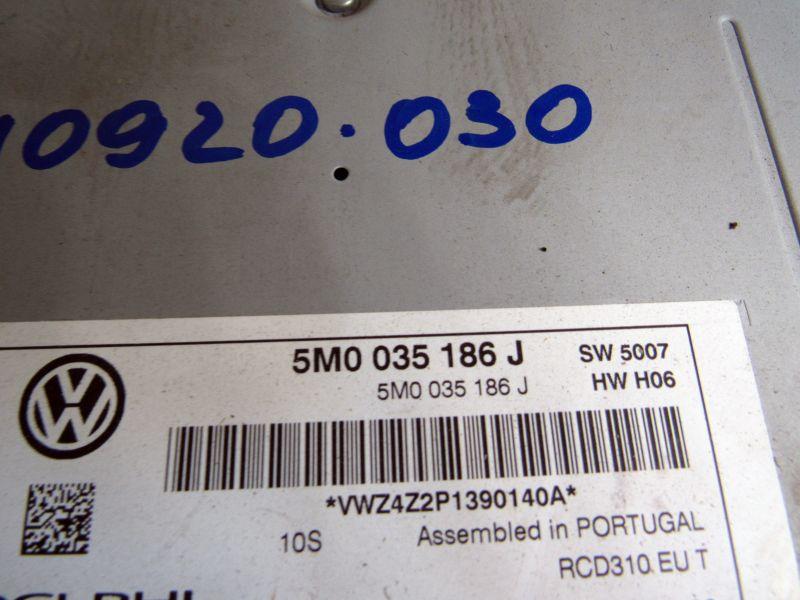 10920.030
5M0 035 186 J SW 5007
5M0 035 186 J HW H06
*VWZ4Z2P1390140A*
10S Assembled in PORTUGAL
RCD310 EU T